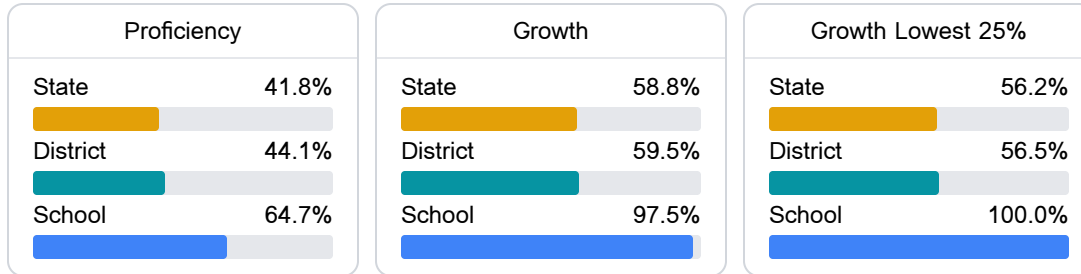 Proficiency
State 41.8%
District 44.1%
School 64.7%
Growth
State 58.8%
District 59.5%
School 97.5%
Growth Lowest 25%
State 56.2%
District 56.5%
School 100.0%